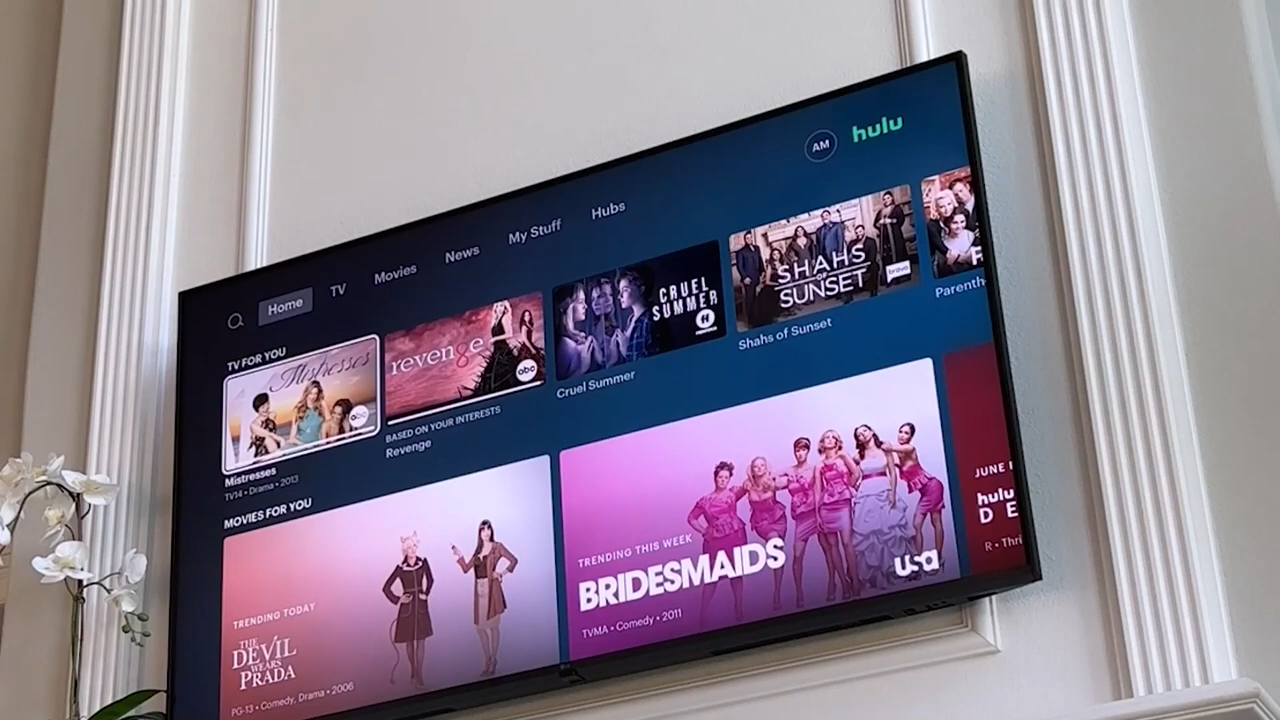 AM
hulu
Home
TV
Movies
News
My Stuff
Hubs
TV FOR YOU
Mistresses
abc
Mistresses
TV14 • Drama • 2013
revenge
abc
BASED ON YOUR INTERESTS
Revenge
CRUEL
SUMMER
Cruel Summer
SHAHS
OF
SUNSET
bravo
Shahs of Sunset
Parenth
MOVIES FOR YOU
TRENDING TODAY
THE
DEVIL
WEARS
PRADA
PG-13 • Comedy, Drama • 2006
TRENDING THIS WEEK
BRIDESMAIDS
TVMA • Comedy • 2011
usa
JUNE
hulu
DE
R • Thri